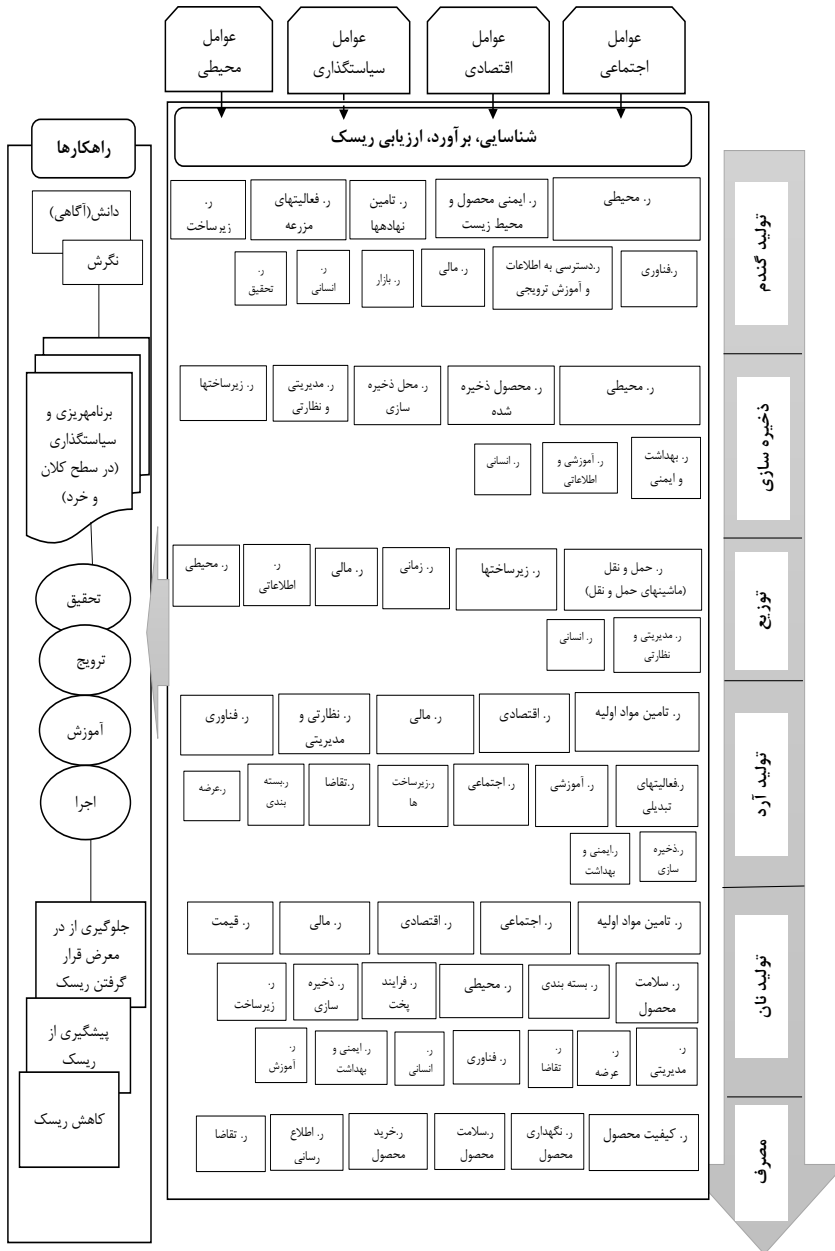 عوامل
اجتماعی
عوامل
اقتصادی
عوامل
سیاستگذاری
عوامل
محیطی
شناسایی، برآورد، ارزیابی ریسک
تولید گندم
ر. محیطی
ر. ایمنی محصول و
محیط زیست
ر. تامین
نهادهها
ر. فعالیتهای
مزرعه
ر.
زیرساخت
ر.فناوری
ر.دسترسی به اطلاعات
و آموزش ترویجی
ر. مالی
ر. بازار
ر.
انسانی
ر.
تحقیق
ذخیره سازی
ر. محیطی
ر. محصول ذخیره
شده
ر. محل ذخیره
سازی
ر. مدیریتی
و نظارتی
ر. زیرساختها
ر. بهداشت
و ایمنی
ر. آموزشی و
اطلاعاتی
ر. انسانی
توزیع
ر. حمل و نقل
(ماشینهای حمل و نقل)
ر. زیرساختها
ر. زمانی
ر. مالی
ر.
اطلاعاتی
ر. محیطی
ر. مدیریتی و
نظارتی
ر. انسانی
تولید آرد
ر. تامین مواد اولیه
ر. اقتصادی
ر. مالی
ر. نظارتی و
مدیریتی
ر. فناوری
ر.فعالیتهای
تبدیلی
ر. آموزشی
ر. اجتماعی
ر.زیرساخت
ها
ر.تقاضا
ر.بسته
بندی
ر.عرضه
ر.ذخیره
سازی
ر.ایمنی و
بهداشت
تولید نان
ر. تامین مواد اولیه
ر. اجتماعی
ر. اقتصادی
ر. مالی
ر. قیمت
ر. سلامت
محصول
ر. بسته بندی
ر. محیطی
ر. فرایند
پخت
ر. ذخیره
سازی
ر.
زیرساخت
ر.
مدیریتی
ر.
عرضه
ر.
تقاضا
ر. فناوری
ر.
انسانی
ر. ایمنی و
بهداشت
ر.
آموزش
مصرف
ر. کیفیت محصول
ر. نگهداری
محصول
ر.سلامت
محصول
ر.خرید
محصول
ر. اطلاع
رسانی
ر. تقاضا
راهکارها
دانش(آگاهی)
نگرش
برنامهریزی و
سیاستگذاری
(در سطح کلان
و خرد)
تحقیق
ترویج
آموزش
اجرا
جلوگیری از در
معرض قرار
گرفتن ریسک
پیشگیری از
ریسک
کاهش ریسک